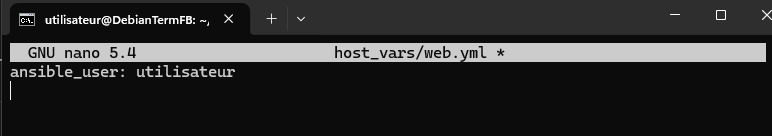 utilisateur@DebianTermFB: ~,
GNU nano 5.4 host_vars/web.yml *
ansible_user: utilisateur